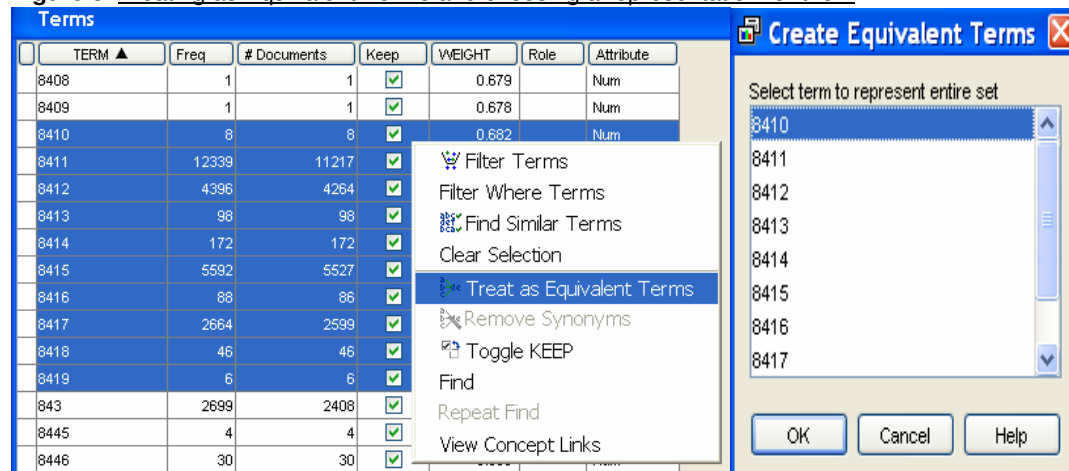 Terms
TERM ▲ Freq # Documents Keep WEIGHT Role Attribute
8408 1 1 0.679 Num
8409 1 1 0.678 Num
8410 8 8 0.682 Num
8411 12339 11217
8412 4396 4264
8413 98 98
8414 172 172
8415 5592 5527
8416 88 86
8417 2664 2599
8418 46 46
8419 6 6
843 2699 2408
8445 4 4
8446 30 30
Filter Terms
Filter Where Terms
Find Similar Terms
Clear Selection
Treat as Equivalent Terms
Remove Synonyms
Toggle KEEP
Find
Repeat Find
View Concept Links
Create Equivalent Terms
Select term to represent entire set
8410
8411
8412
8413
8414
8415
8416
8417
OK Cancel Help